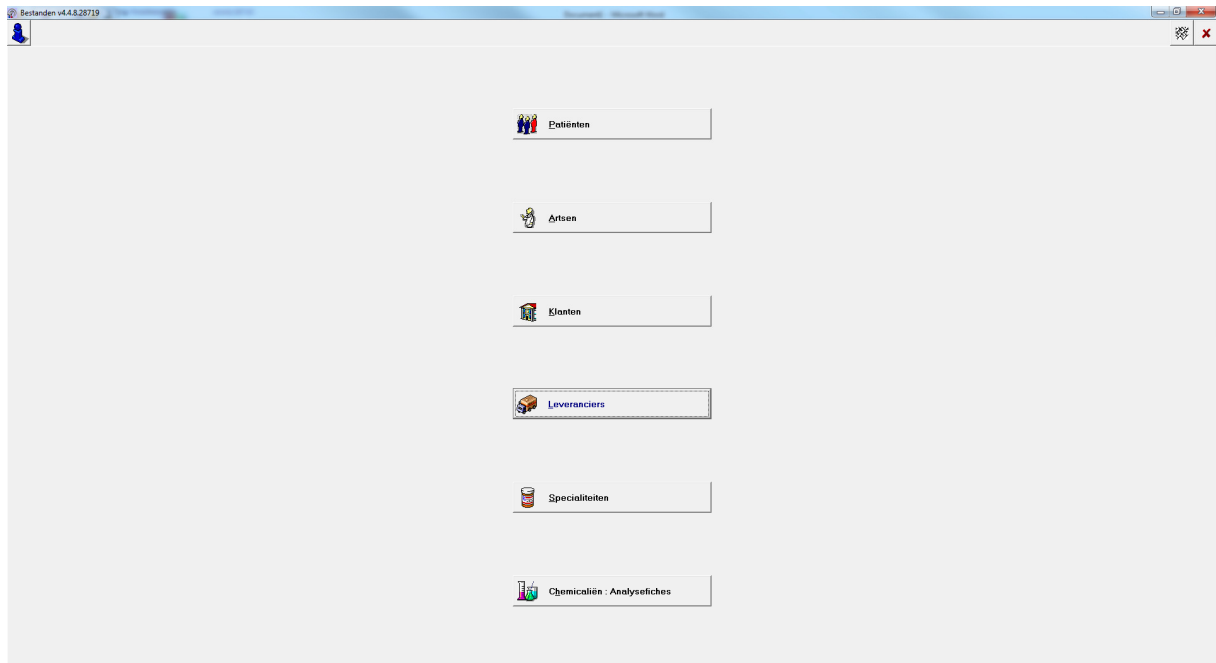 Bestanden v4.4.8.28719
Patiënten
Artsen
Klanten
Leveranciers
Specialiteiten
Chemicaliën : Analysefiches